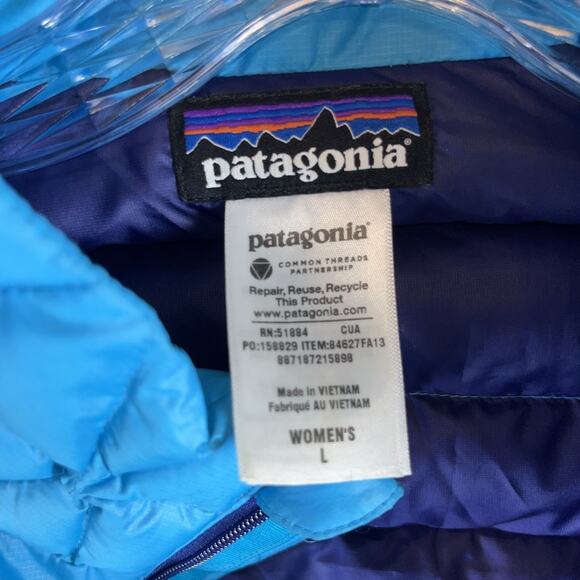 patagonia®
patagonia®
COMMON THREADS
PARTNERSHIP
Repair, Reuse, Recycle
This Product
www.patagonia.com
RN:51884 CUA
PO:158829 ITEM:84627FA13
887187215898
Made in VIETNAM
Fabriqué AU VIETNAM
WOMEN'S
L